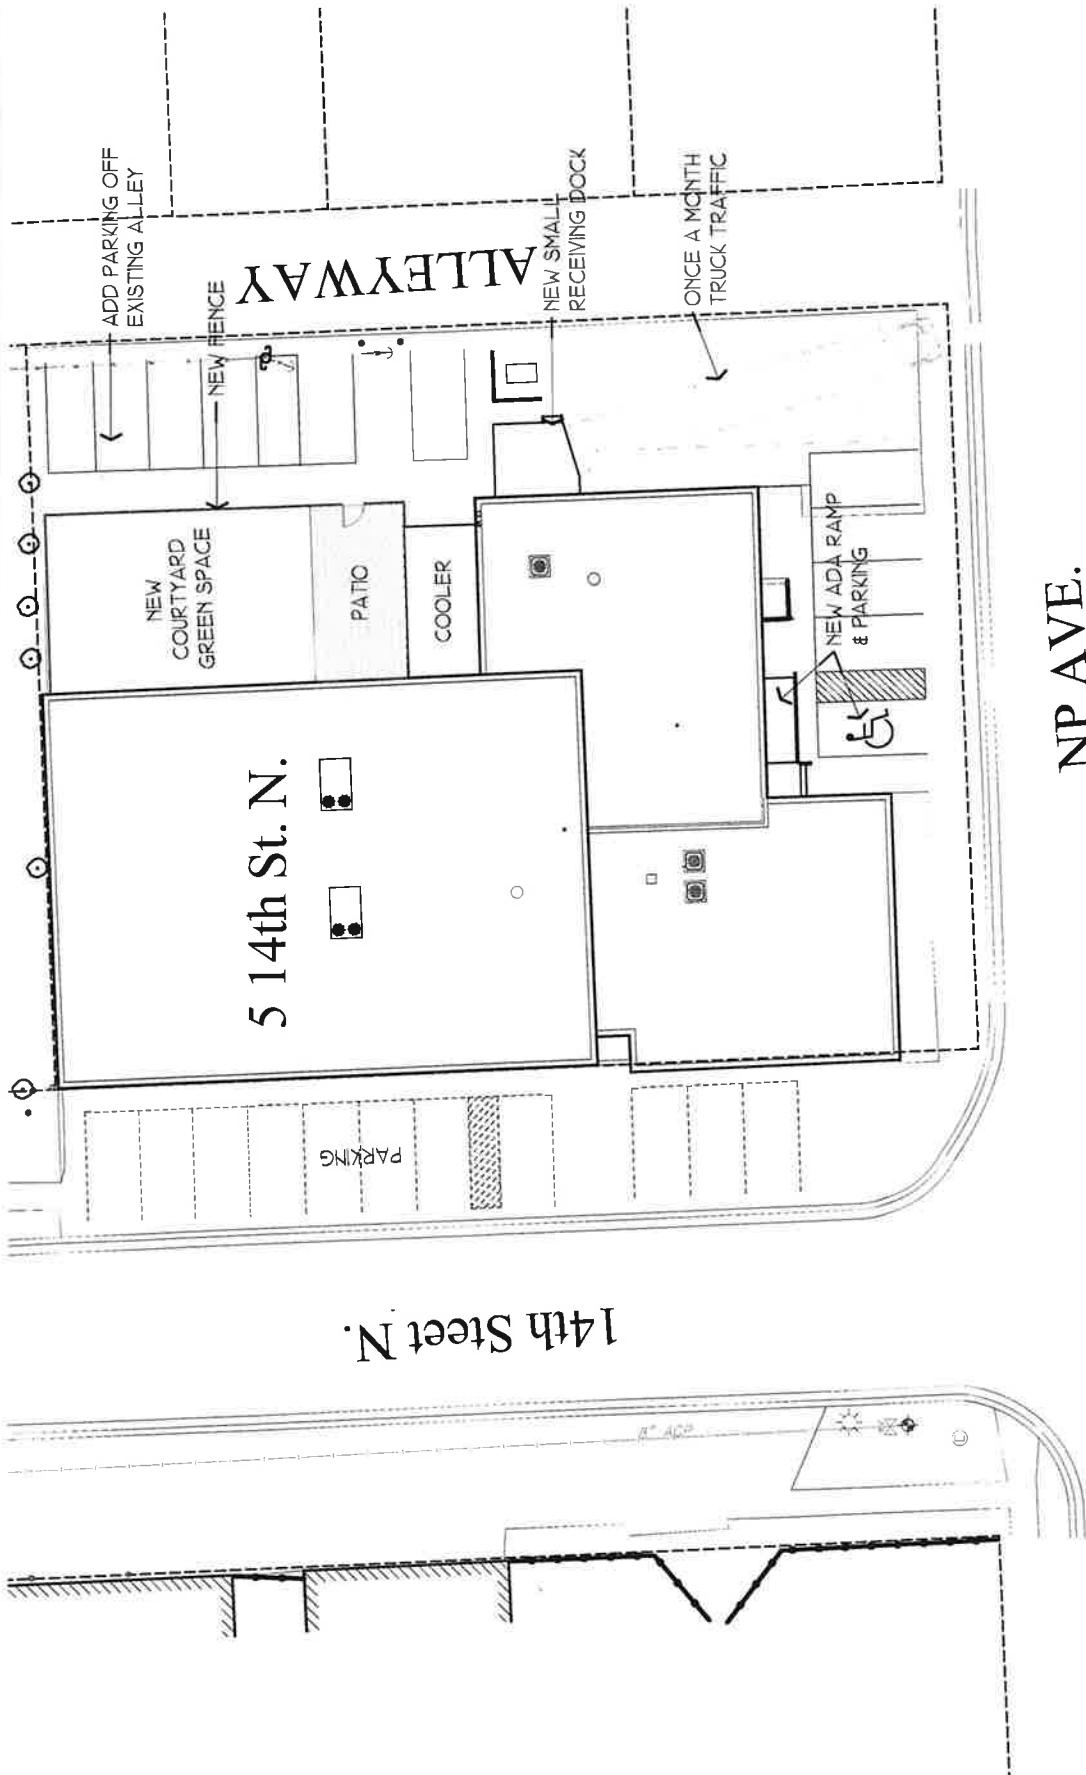 ADD PARKING OFF
EXISTING ALLEY
NEW FENCE
ALLEYWAY
NEW SMALL
RECEIVING DOCK
ONCE A MONTH
TRUCK TRAFFIC
NEW
COURTYARD
GREEN SPACE
PATIO
COOLER
NEW ADA RAMP
& PARKING
5 14th St. N.
PARKING
NP AVE.
14th Steet N.
C